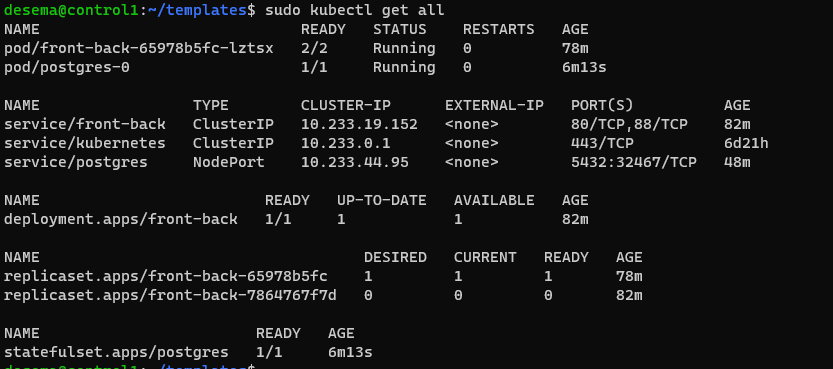 desema@control1:~/templates$ sudo kubectl get all
NAME                             READY   STATUS    RESTARTS   AGE
pod/front-back-65978b5fc-lztsx   2/2     Running   0          78m
pod/postgres-0                   1/1     Running   0          6m13s
NAME                 TYPE        CLUSTER-IP      EXTERNAL-IP   PORT(S)          AGE
service/front-back   ClusterIP   10.233.19.152   <none>        80/TCP,88/TCP    82m
service/kubernetes   ClusterIP   10.233.0.1      <none>        443/TCP          6d21h
service/postgres     NodePort    10.233.44.95    <none>        5432:32467/TCP   48m
NAME                         READY   UP-TO-DATE   AVAILABLE   AGE
deployment.apps/front-back   1/1     1            1           82m
NAME                                    DESIRED   CURRENT   READY   AGE
replicaset.apps/front-back-65978b5fc    1         1         1       78m
replicaset.apps/front-back-7864767f7d   0         0         0       82m
NAME                        READY   AGE
statefulset.apps/postgres   1/1     6m13s
desema@control1:~/templates$